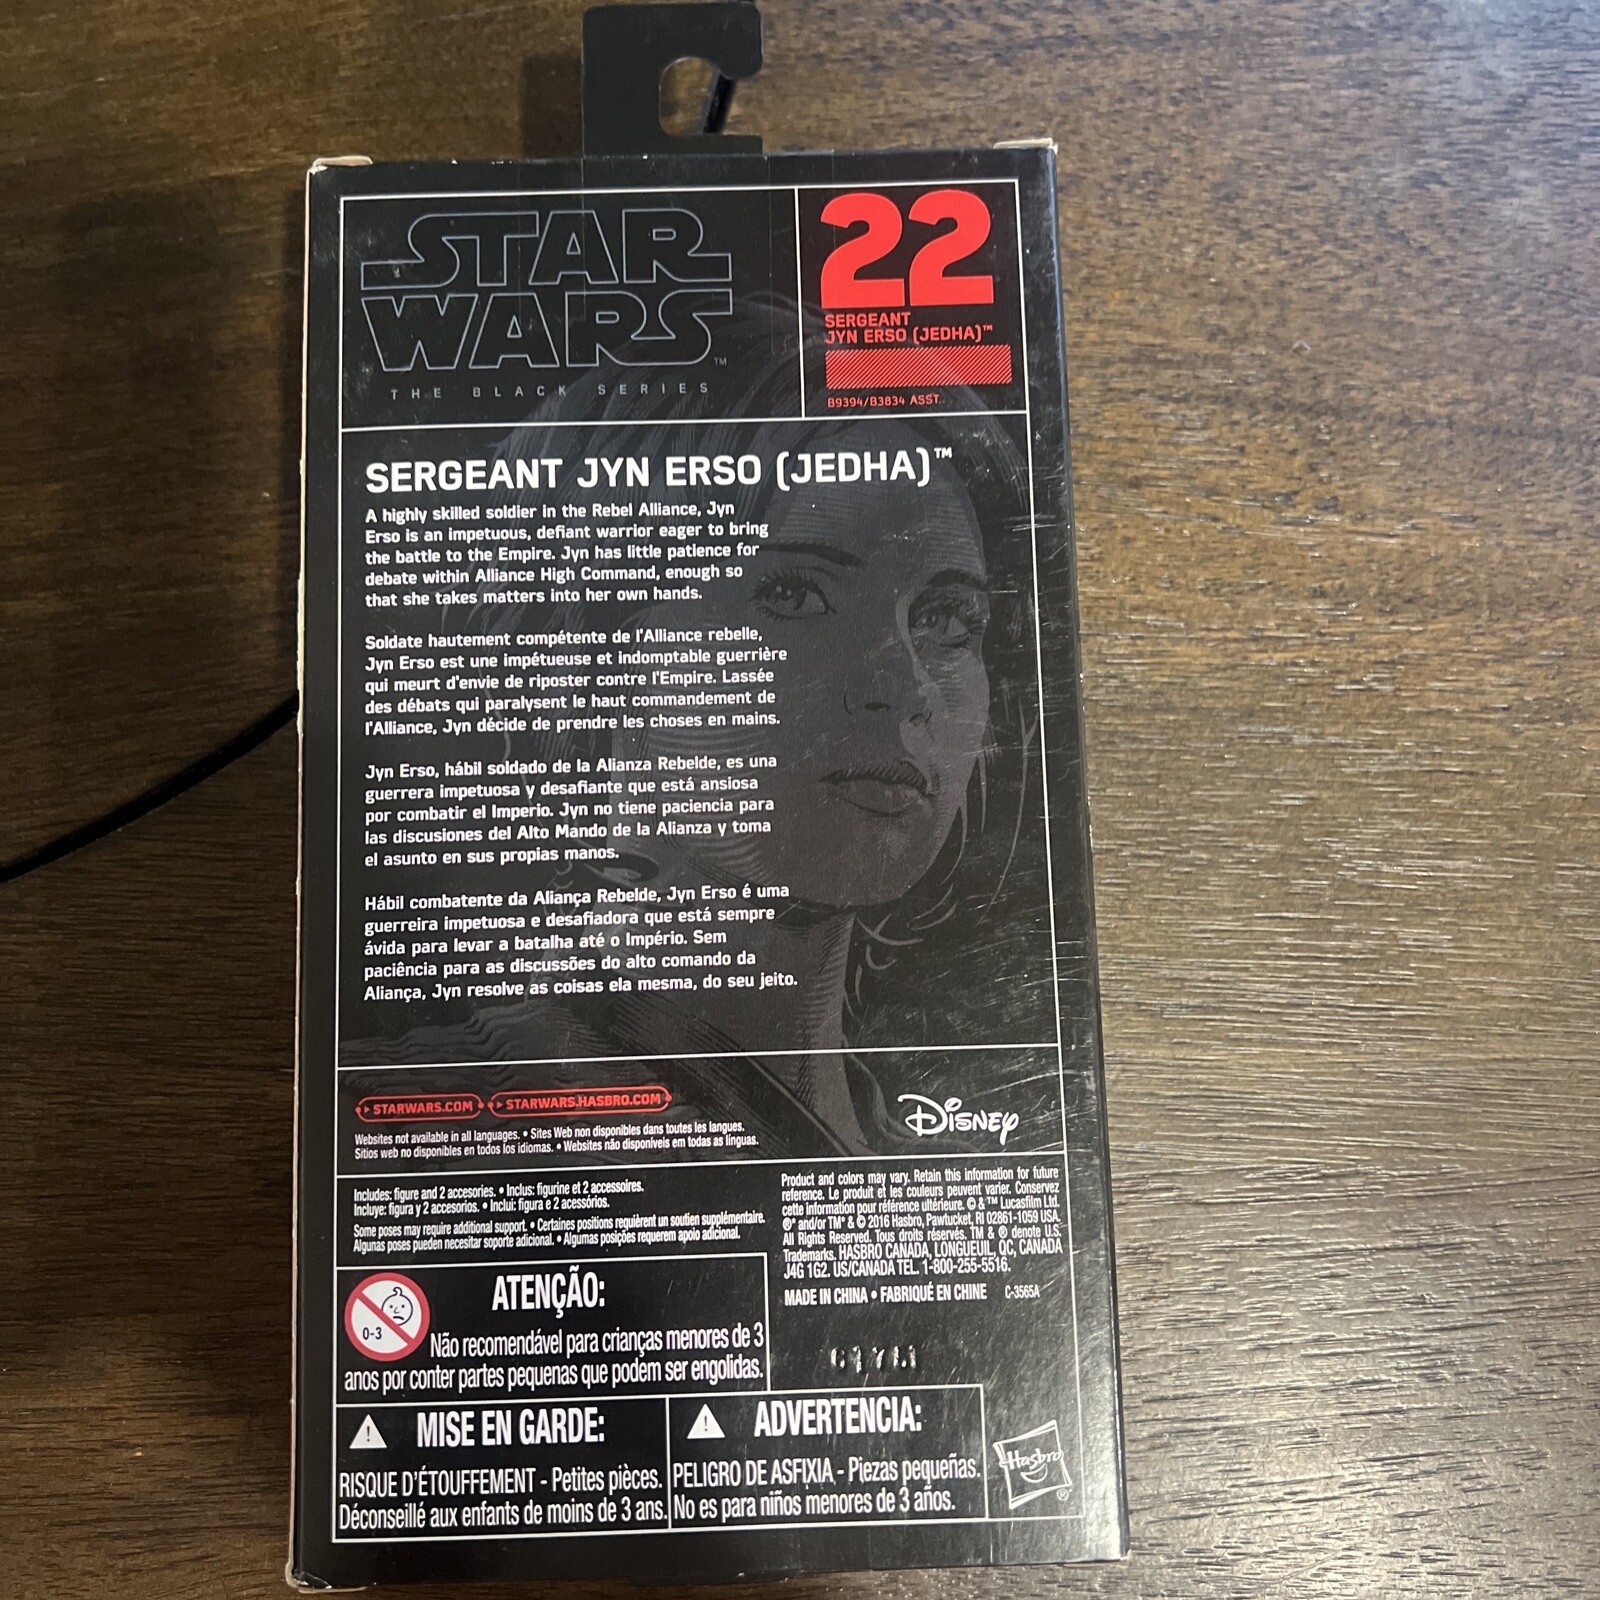 STAR
WARS™
THE BLACK SERIES
22
SERGEANT
JYN ERSO (JEDHA)™
B9394/B3834 ASST.
SERGEANT JYN ERSO (JEDHA)™
A highly skilled soldier in the Rebel Alliance, Jyn
Erso is an impetuous, defiant warrior eager to bring
the battle to the Empire. Jyn has little patience for
debate within Alliance High Command, enough so
that she takes matters into her own hands.
Soldate hautement compétente de l'Alliance rebelle,
Jyn Erso est une impétueuse et indomptable guerrière
qui meurt d'envie de riposter contre l'Empire. Lassée
des débats qui paralysent le haut commandement de
l'Alliance, Jyn décide de prendre les choses en mains.
Jyn Erso, hábil soldado de la Alianza Rebelde, es una
guerrera impetuosa y desafiante que está ansiosa
por combatir el Imperio. Jyn no tiene paciencia para
las discusiones del Alto Mando de la Alianza y toma
el asunto en sus propias manos.
Hábil combatente da Aliança Rebelde, Jyn Erso é uma
guerreira impetuosa e desafiadora que está sempre
ávida para levar a batalha até o Império. Sem
paciência para as discussões do alto comando da
Aliança, Jyn resolve as coisas ela mesma, do seu jeito.
STARWARS.COM STARWARS.HASBRO.COM
Websites not available in all languages. • Sites Web non disponibles dans toutes les langues.
Sitios web no disponibles en todos los idiomas. • Websites não disponíveis em todas as línguas.
Disney
Includes: figure and 2 accesories. • Inclus: figurine et 2 accessoires.
Incluye: figura y 2 accesorios. • Inclui: figura e 2 acessórios.
Some poses may require additional support. • Certaines positions requièrent un soutien supplémentaire.
Algunas poses pueden necesitar soporte adicional. • Algumas posições requerem apoio adicional.
Product and colors may vary. Retain this information for future
reference. Le produit et les couleurs peuvent varier. Conservez
cette information pour référence ultérieure. © & ™ Lucasfilm Ltd.
®* and/or TM* & © 2016 Hasbro, Pawtucket, RI 02861-1059 USA.
All Rights Reserved. Tous droits réservés. TM & ® denote U.S.
Trademarks. HASBRO CANADA, LONGUEUIL, QC, CANADA
J4G 1G2. US/CANADA TEL. 1-800-255-5516.
MADE IN CHINA • FABRIQUÉ EN CHINE C-3565A
0-3
ATENÇÃO:
Não recomendável para crianças menores de 3
anos por conter partes pequenas que podem ser engolidas.
! MISE EN GARDE:
RISQUE D'ÉTOUFFEMENT - Petites pièces.
Déconseillé aux enfants de moins de 3 ans.
! ADVERTENCIA:
PELIGRO DE ASFIXIA - Piezas pequeñas.
No es para niños menores de 3 años.
Hasbro®